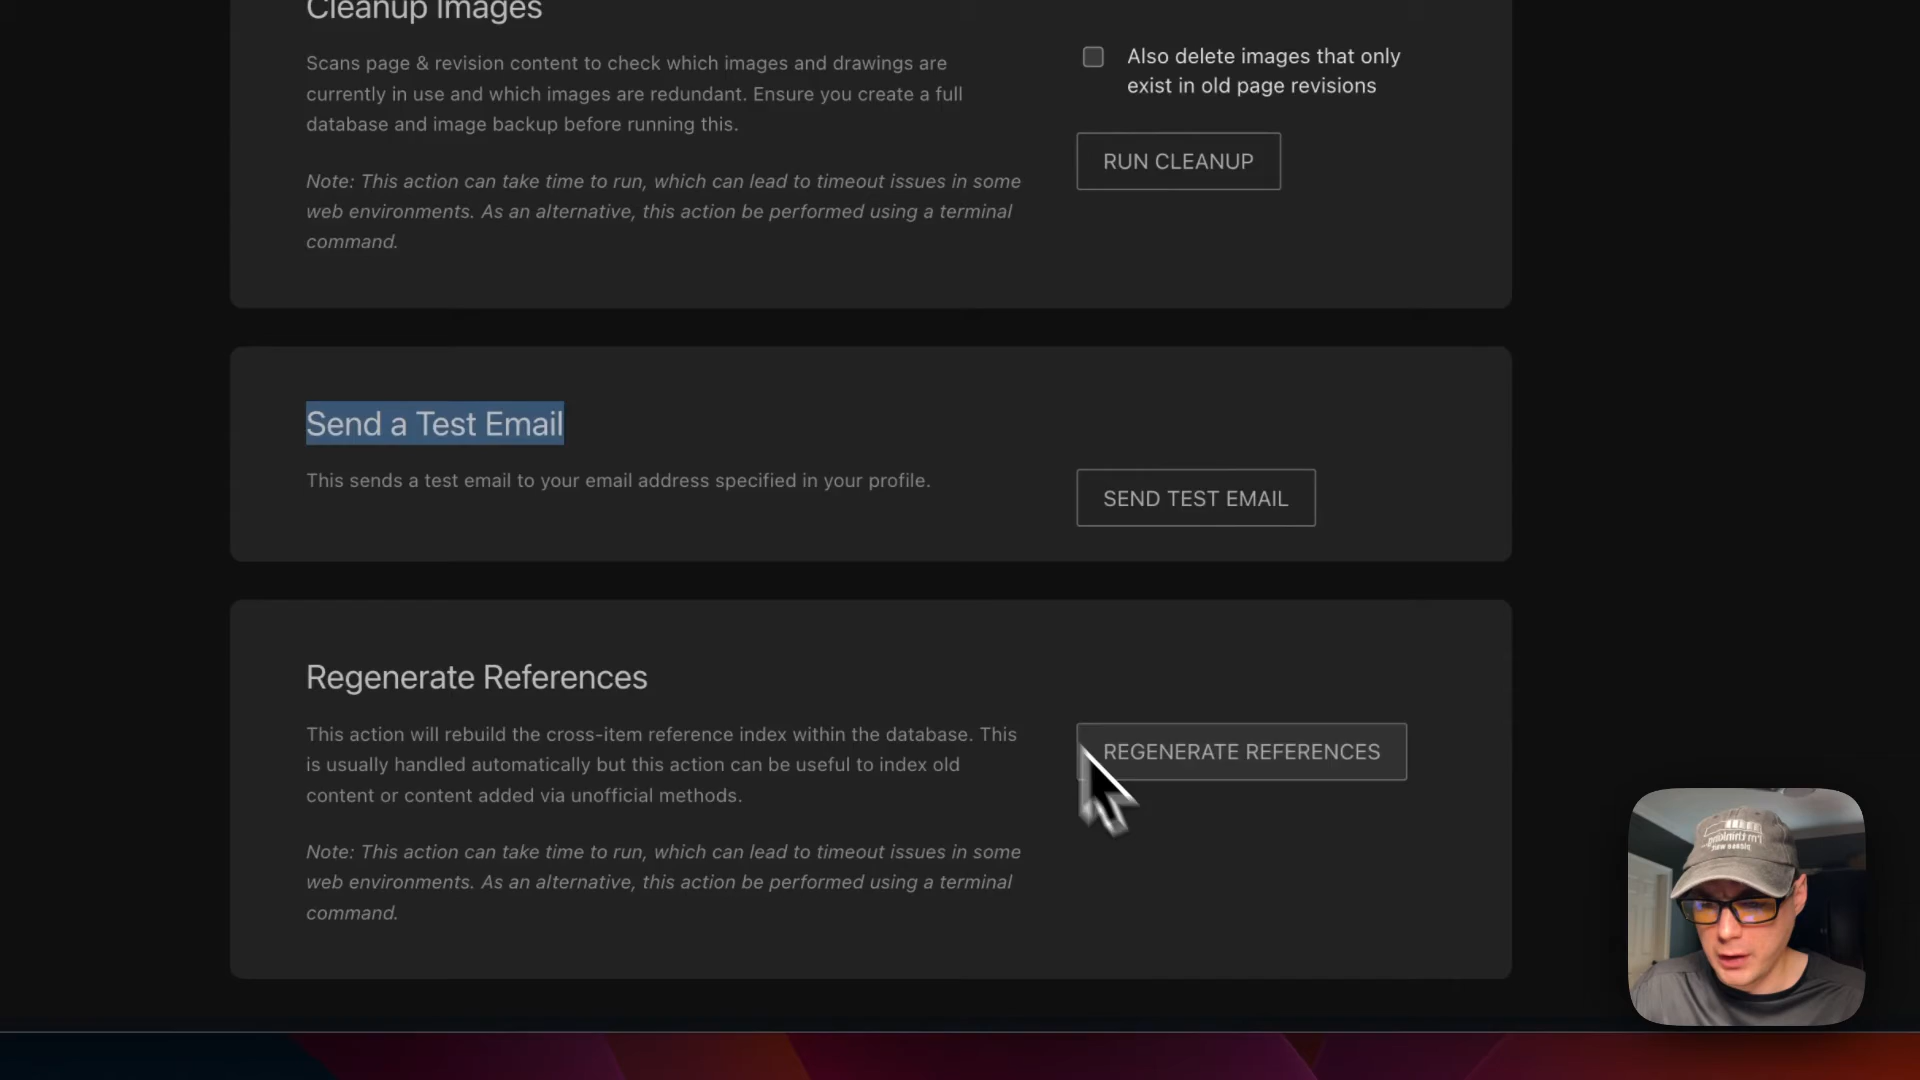 Cleanup Images
Scans page & revision content to check which images and drawings are
currently in use and which images are redundant. Ensure you create a full
database and image backup before running this.
Note: This action can take time to run, which can lead to timeout issues in some
web environments. As an alternative, this action be performed using a terminal
command.
Also delete images that only
exist in old page revisions
RUN CLEANUP
Send a Test Email
This sends a test email to your email address specified in your profile.
SEND TEST EMAIL
Regenerate References
This action will rebuild the cross-item reference index within the database. This
is usually handled automatically but this action can be useful to index old
content or content added via unofficial methods.
Note: This action can take time to run, which can lead to timeout issues in some
web environments. As an alternative, this action be performed using a terminal
command.
REGENERATE REFERENCES